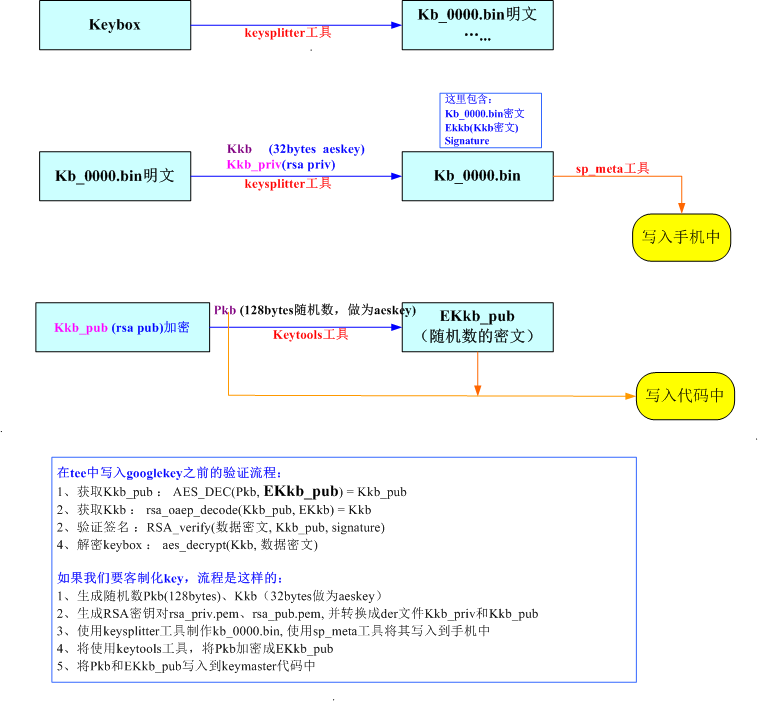 Keybox
keysplitter工具
Kb_0000.bin明文
……
这里包含：
Kb_0000.bin密文
Ekkb(Kkb密文)
Signature
Kb_0000.bin明文
Kkb (32bytes aeskey)
Kkb_priv(rsa priv)
keysplitter工具
Kb_0000.bin
sp_meta工具
写入手机中
Kkb_pub (rsa pub)加密
Pkb (128bytes随机数，做为aeskey)
Keytools工具
EKkb_pub
（随机数的密文）
写入代码中
在tee中写入googlekey之前的验证流程：
1、获取Kkb_pub： AES_DEC(Pkb, EKkb_pub) = Kkb_pub
2、获取Kkb： rsa_oaep_decode(Kkb_pub, EKkb) = Kkb
2、验证签名：RSA_verify(数据密文, Kkb_pub, signature)
4、解密keybox： aes_decrypt(Kkb, 数据密文)
如果我们要客制化key，流程是这样的：
1、生成随机数Pkb(128bytes)、Kkb（32bytes做为aeskey）
2、生成RSA密钥对rsa_priv.pem、rsa_pub.pem, 并转换成der文件Kkb_priv和Kkb_pub
3、使用keysplitter工具制作kb_0000.bin, 使用sp_meta工具将其写入到手机中
4、将使用keytools工具，将Pkb加密成EKkb_pub
5、将Pkb和EKkb_pub写入到keymaster代码中